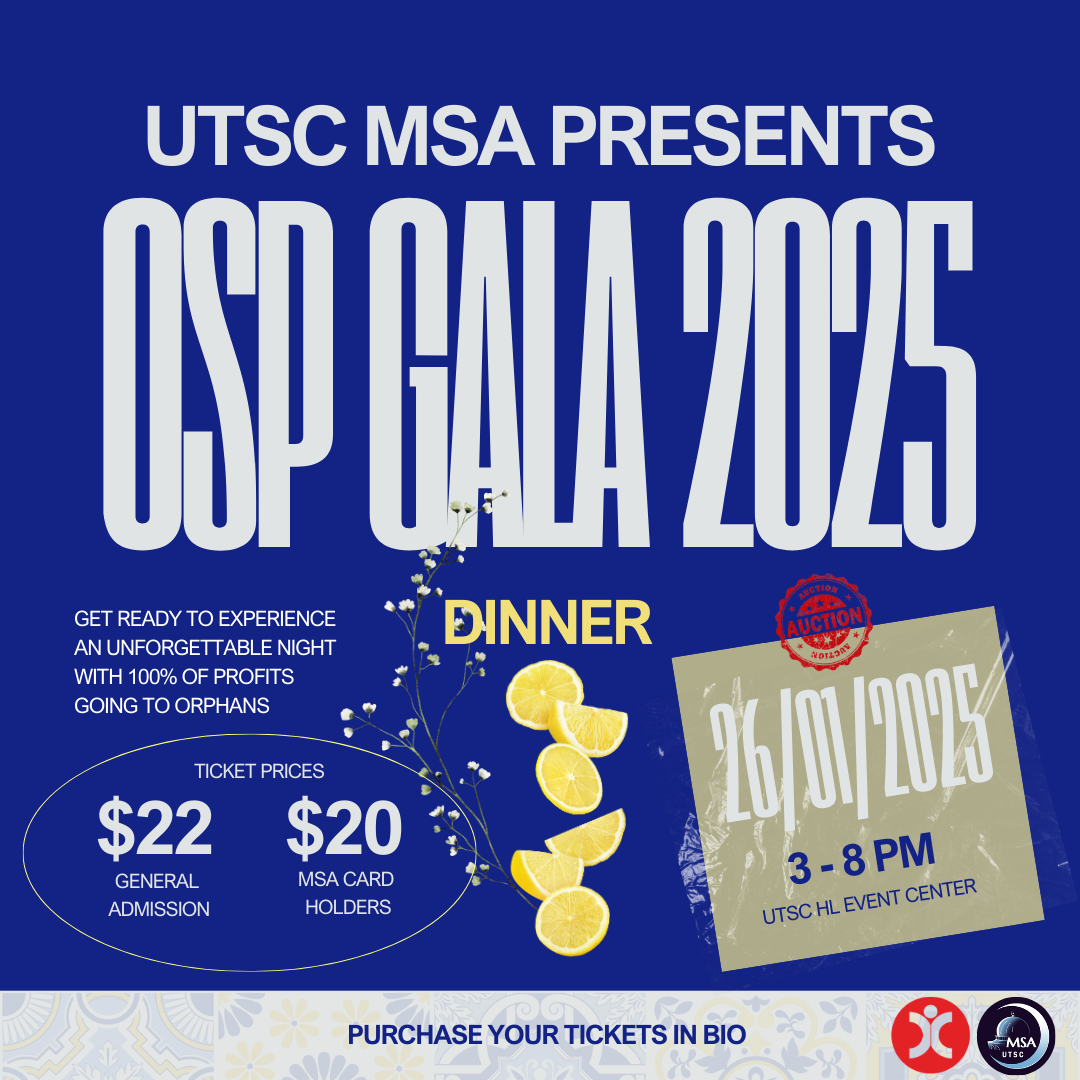 UTSC MSA PRESENTS
OSP GALA 2025
GET READY TO EXPERIENCE
AN UNFORGETTABLE NIGHT
WITH 100% OF PROFITS
GOING TO ORPHANS
TICKET PRICES
$22
GENERAL
ADMISSION
$20
MSA CARD
HOLDERS
DINNER
AUCTION
AUCTION
AUCTION
26/01/2025
3 - 8 PM
UTSC HL EVENT CENTER
PURCHASE YOUR TICKETS IN BIO
MSA
UTSC